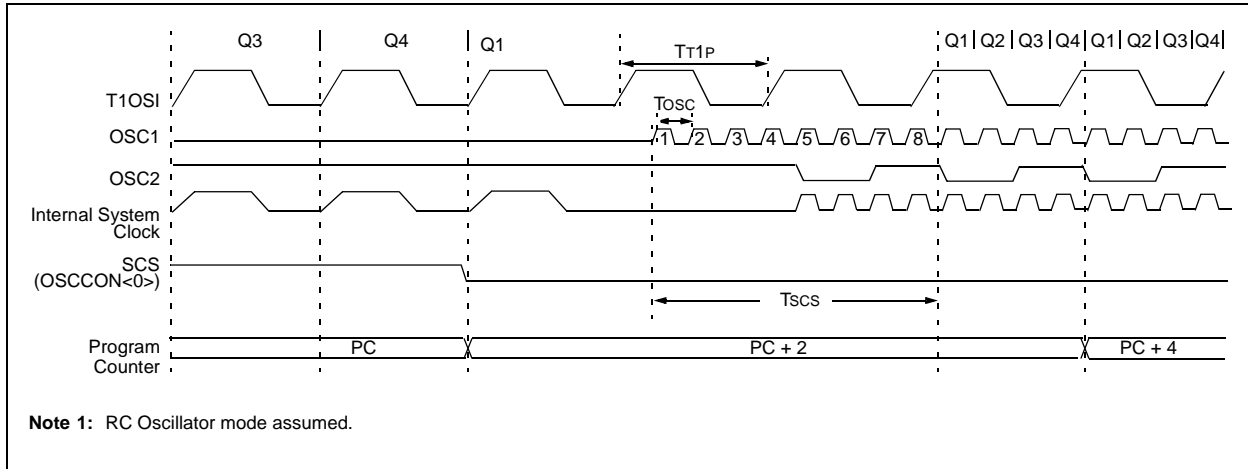 Q3 Q4 Q1 Q1 Q2 Q3 Q4 Q1 Q2 Q3 Q4
TT1P
T1OSI
TOSC
OSC1
1 2 3 4 5 6 7 8
OSC2
Internal System
Clock
SCS
(OSCCON<0>)
TSCS
Program
Counter
PC PC + 2 PC + 4
Note 1: RC Oscillator mode assumed.